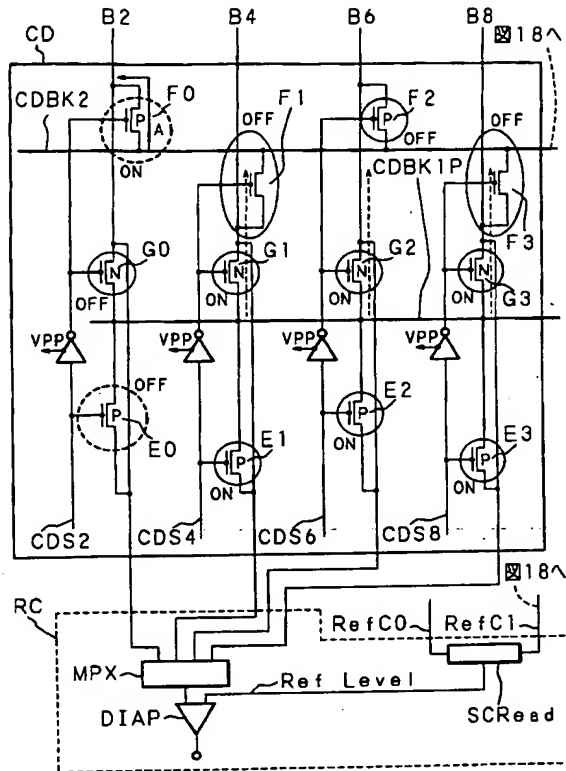 B2 B4 B6 B8
CD
図18へ
CDBK2
F0
F1
F2
P
A
OFF
P
OFF
OFF
ON
CDBK1P
F3
G0
G1
G2
G3
N
N
N
N
OFF
ON
ON
ON
VPP
VPP
VPP
VPP
OFF
E2
P
P
E0
E1
ON
E3
P
P
ON
ON
CDS2
CDS4
CDS6
CDS8
図18へ
RC
RefC0
RefC1
MPX
Ref Level
DIAP
SCRead